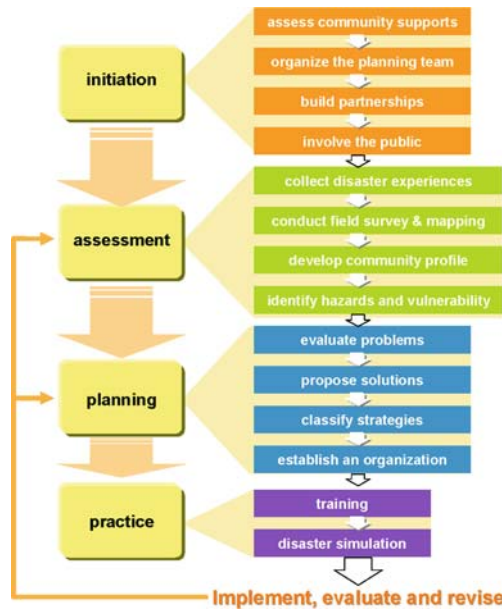 initiation
assess community supports
organize the planning team
build partnerships
involve the public
assessment
collect disaster experiences
conduct field survey & mapping
develop community profile
identify hazards and vulnerability
planning
evaluate problems
propose solutions
classify strategies
establish an organization
practice
training
disaster simulation
Implement, evaluate and revise